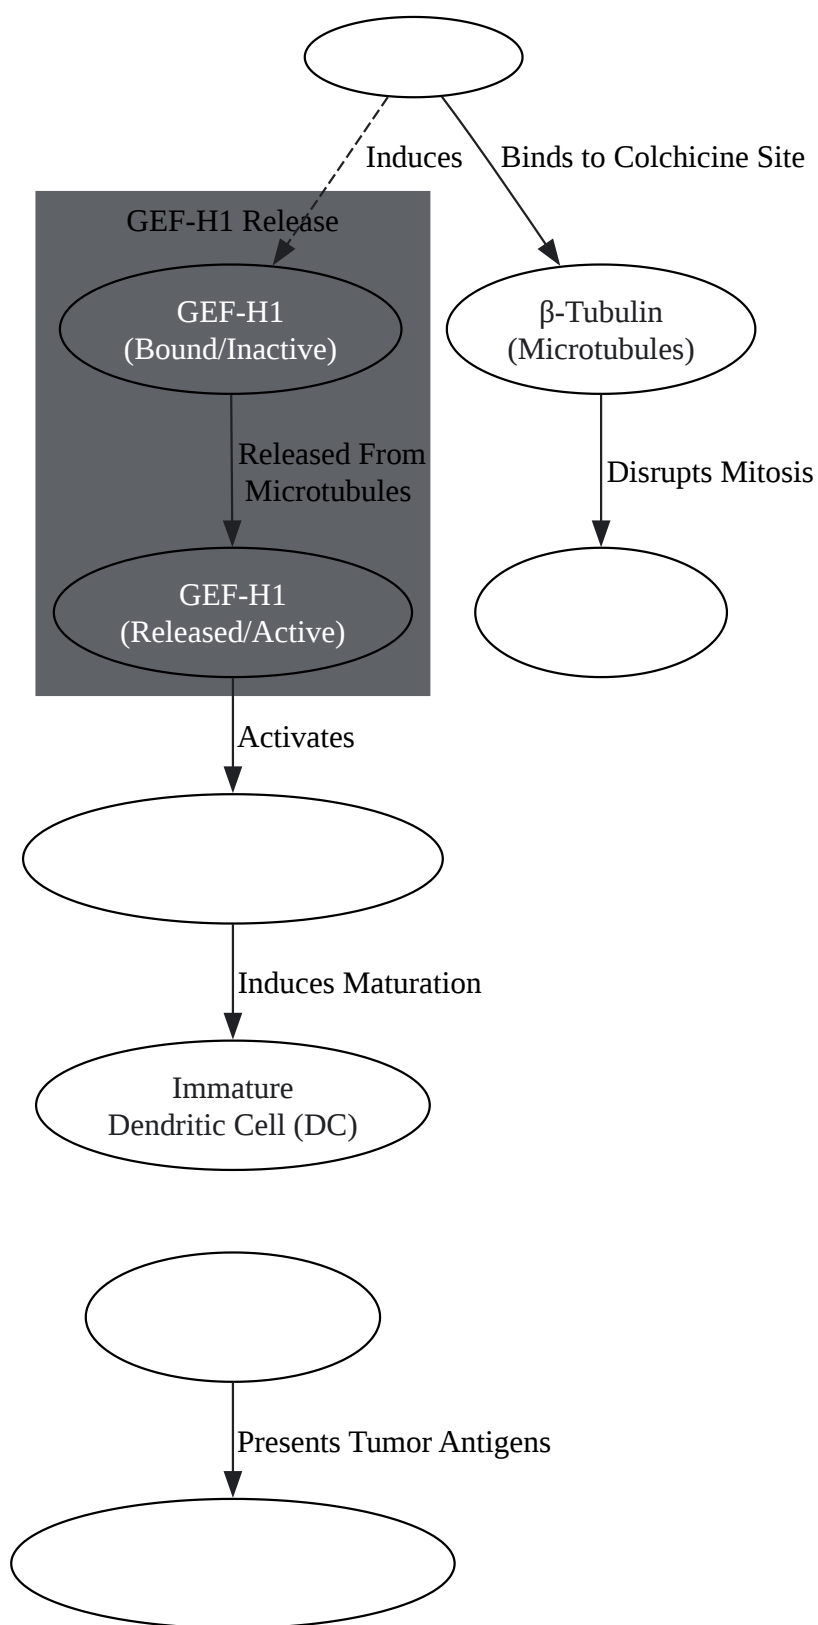 Induces
Binds to Colchicine Site
GEF-H1 Release
GEF-H1
(Bound/Inactive)
β-Tubulin
(Microtubules)
Released From
Microtubules
Disrupts Mitosis
GEF-H1
(Released/Active)
Activates
Induces Maturation
Immature
Dendritic Cell (DC)
Presents Tumor Antigens